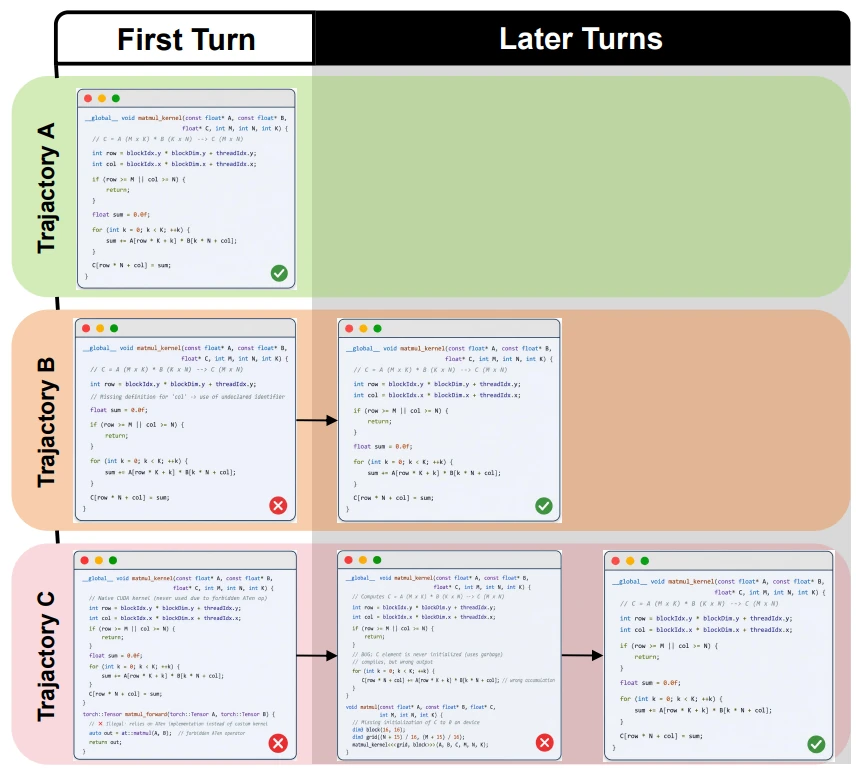 First Turn
Later Turns
Trajactory A
__global__ void matmul_kernel(const float* A, const float* B,
float* C, int M, int N, int K) {
// C = A (M x K) * B (K x N) --> C (M x N)
int row = blockIdx.y * blockDim.y + threadIdx.y;
int col = blockIdx.x * blockDim.x + threadIdx.x;
if (row >= M || col >= N) {
return;
}
float sum = 0.0f;
for (int k = 0; k < K; ++k) {
sum += A[row * K + k] * B[k * N + col];
}
C[row * N + col] = sum;
}
Trajactory B
__global__ void matmul_kernel(const float* A, const float* B,
float* C, int M, int N, int K) {
// C = A (M x K) * B (K x N) --> C (M x N)
int row = blockIdx.y * blockDim.y + threadIdx.y;
// Missing definition for 'col' -> use of undeclared identifier
float sum = 0.0f;
if (row >= M || col >= N) {
return;
}
for (int k = 0; k < K; ++k) {
sum += A[row * K + k] * B[k * N + col];
}
C[row * N + col] = sum;
}
__global__ void matmul_kernel(const float* A, const float* B,
float* C, int M, int N, int K) {
// C = A (M x K) * B (K x N) --> C (M x N)
int row = blockIdx.y * blockDim.y + threadIdx.y;
int col = blockIdx.x * blockDim.x + threadIdx.x;
if (row >= M || col >= N) {
return;
}
float sum = 0.0f;
for (int k = 0; k < K; ++k) {
sum += A[row * K + k] * B[k * N + col];
}
C[row * N + col] = sum;
}
Trajactory C
__global__ void matmul_kernel(const float* A, const float* B,
float* C, int M, int N, int K) {
// Naive CUDA kernel (never used due to forbidden ATen op)
int row = blockIdx.y * blockDim.y + threadIdx.y;
int col = blockIdx.x * blockDim.x + threadIdx.x;
if (row >= M || col >= N) {
return;
}
float sum = 0.0f;
for (int k = 0; k < K; ++k) {
sum += A[row * K + k] * B[k * N + col];
}
C[row * N + col] = sum;
}
torch::Tensor matmul_forward(torch::Tensor A, torch::Tensor B) {
// ❌ Illegal: relies on ATen implementation instead of custom kernel
auto out = at::matmul(A, B); // forbidden ATen operator
return out;
}
__global__ void matmul_kernel(const float* A, const float* B,
float* C, int M, int N, int K) {
// Computes C = A (M x K) * B (K x N) --> C (M x N)
int row = blockIdx.y * blockDim.y + threadIdx.y;
int col = blockIdx.x * blockDim.x + threadIdx.x;
if (row >= M || col >= N) {
return;
}
// BUG: C element is never initialized (uses garbage)
// compiles, but wrong output
for (int k = 0; k < K; ++k) {
C[row * N + col] += A[row * K + k] * B[k * N + col]; // wrong accumulation
}
}
void matmul(const float* A, const float* B, float* C,
int M, int N, int K) {
// Missing initialization of C to 0 on device
dim3 block(16, 16);
dim3 grid((N + 15) / 16, (M + 15) / 16);
matmul_kernel<<<grid, block>>>(A, B, C, M, N, K);
}
__global__ void matmul_kernel(const float* A, const float* B,
float* C, int M, int N, int K) {
// C = A (M x K) * B (K x N) --> C (M x N)
int row = blockIdx.y * blockDim.y + threadIdx.y;
int col = blockIdx.x * blockDim.x + threadIdx.x;
if (row >= M || col >= N) {
return;
}
float sum = 0.0f;
for (int k = 0; k < K; ++k) {
sum += A[row * K + k] * B[k * N + col];
}
C[row * N + col] = sum;
}